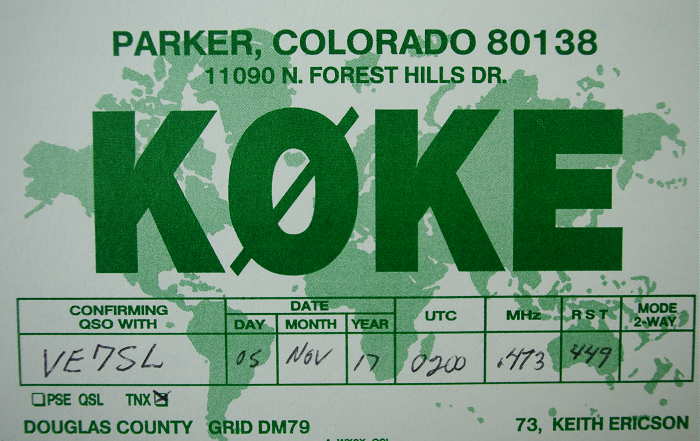 PARKER, COLORADO 80138
11090 N. FOREST HILLS DR.
KØKE
CONFIRMING QSO WITH DATE DAY MONTH YEAR UTC MHz RST MODE 2-WAY
VE7SL 05 NOV 17 0200 .473 449
PSE QSL TNX
DOUGLAS COUNTY GRID DM79 73, KEITH ERICSON